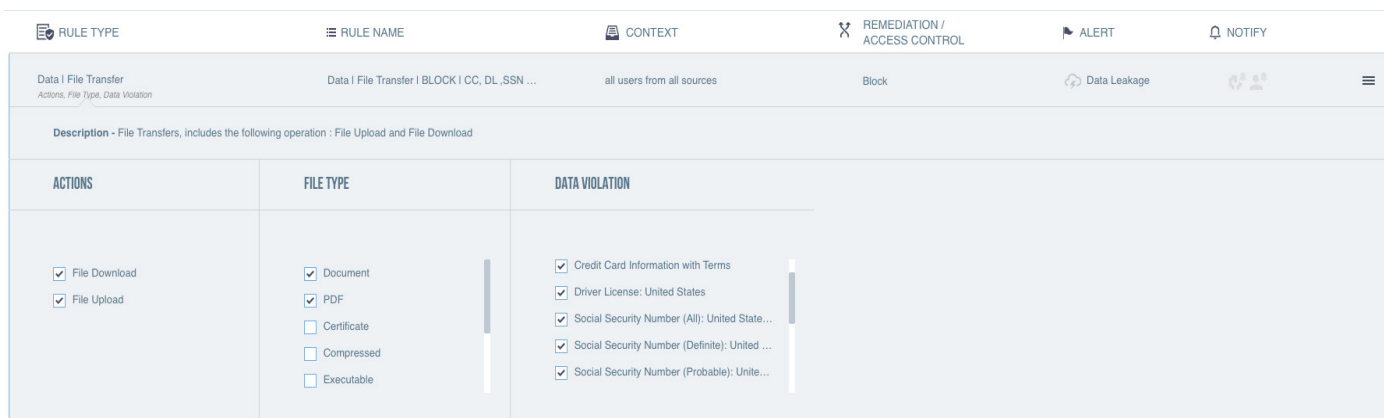 RULE TYPE
RULE NAME
CONTEXT
REMEDIATION /
ACCESS CONTROL
ALERT
NOTIFY
Data I File Transfer
Actions, File Type, Data Violation
Data I File Transfer I BLOCK I CC, DL ,SSN ...
all users from all sources
Block
Data Leakage
Description - File Transfers, includes the following operation : File Upload and File Download
ACTIONS
FILE TYPE
DATA VIOLATION
File Download
File Upload
Document
PDF
Certificate
Compressed
Executable
Credit Card Information with Terms
Driver License: United States
Social Security Number (All): United State...
Social Security Number (Definite): United ...
Social Security Number (Probable): Unite...